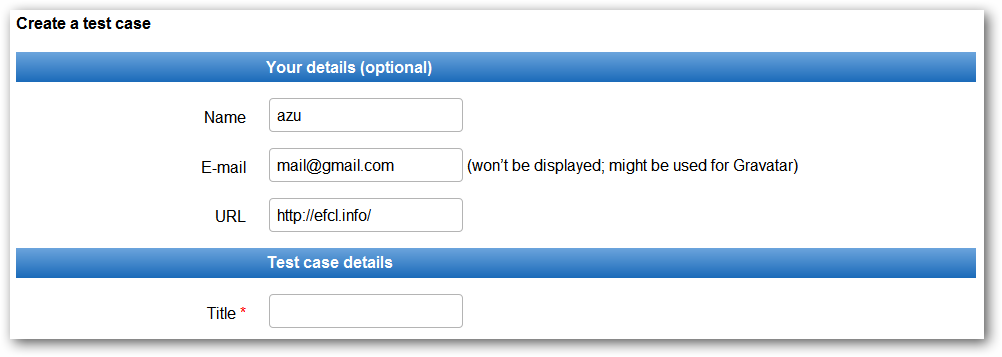 Create a test case
Your details (optional)
Name azu
E-mail mail@gmail.com (won’t be displayed; might be used for Gravatar)
URL http://efcl.info/
Test case details
Title *